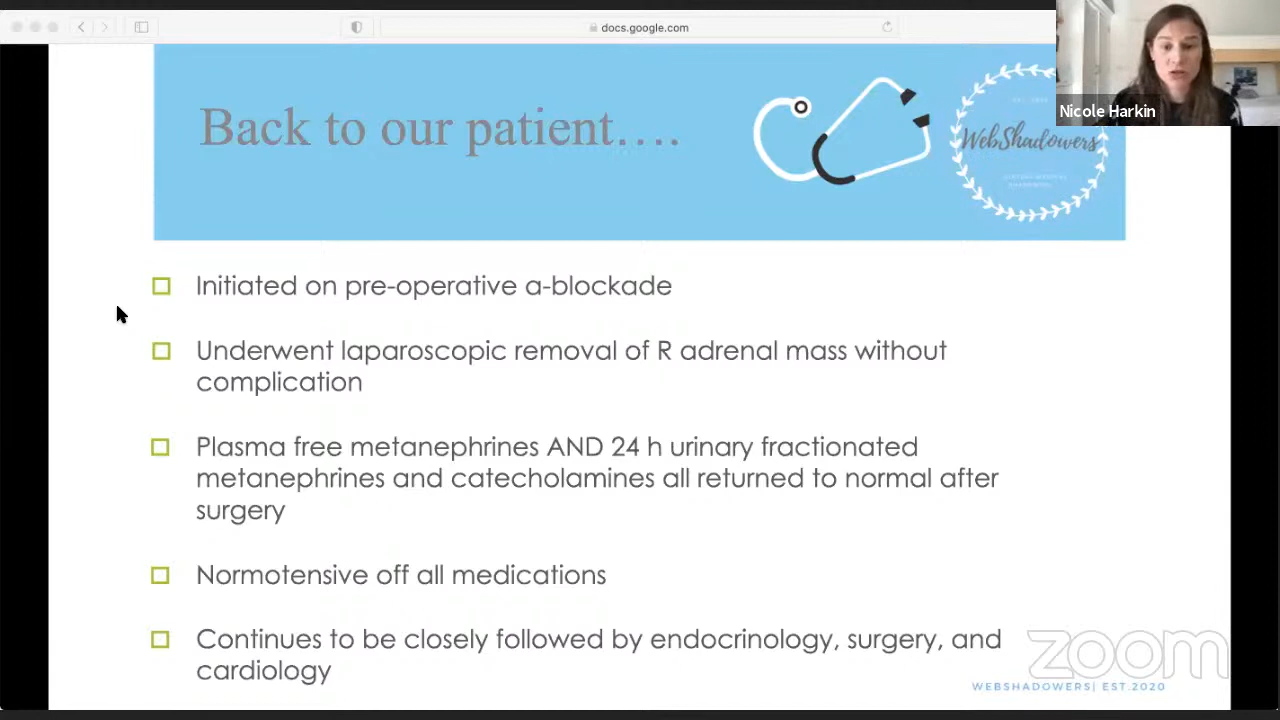 docs.google.com
Nicole Harkin
Back to our patient….
WebShadowers
Initiated on pre-operative a-blockade
Underwent laparoscopic removal of R adrenal mass without
complication
Plasma free metanephrines AND 24 h urinary fractionated
metanephrines and catecholamines all returned to normal after
surgery
Normotensive off all medications
Continues to be closely followed by endocrinology, surgery, and
cardiology
zoom
WEBSHADOWERS| EST.2020